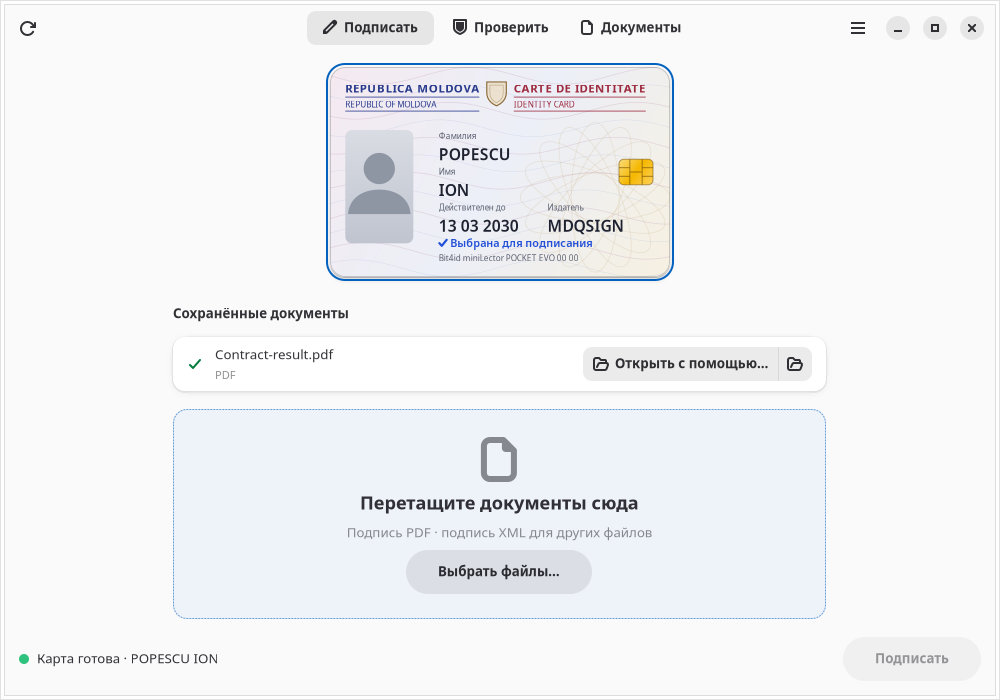 Подписать
Проверить
Документы
REPUBLICA MOLDOVA
CARTE DE IDENTITATE
REPUBLIC OF MOLDOVA
IDENTITY CARD
Фамилия
POPESCU
Имя
ION
Действителен до
Издатель
13 03 2030
MDQSIGN
Выбрана для подписания
Bit4id miniLector POCKET EVO 00 00
Сохранённые документы
Contract-result.pdf
PDF
Открыть с помощью...
Перетащите документы сюда
Подпись PDF · подпись XML для других файлов
Выбрать файлы...
Карта готова · POPESCU ION
Подписать